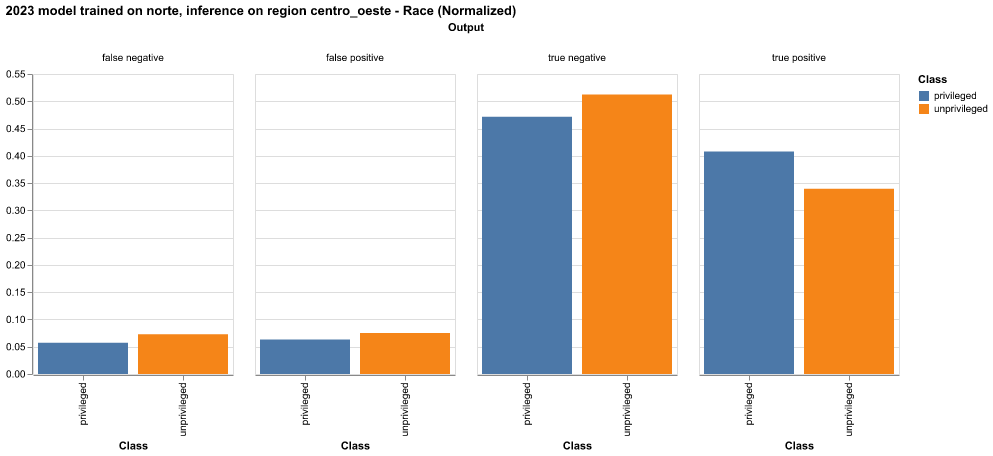 2023 model trained on norte, inference on region centro_oeste - Race (Normalized)
Output
false negative
false positive
true negative
true positive
Class
privileged
unprivileged
0.55
0.50
0.45
0.40
0.35
0.30
0.25
0.20
0.15
0.10
0.05
0.00
privileged
unprivileged
privileged
unprivileged
privileged
unprivileged
privileged
unprivileged
Class
Class
Class
Class